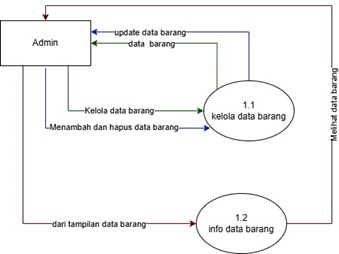 update data barang
Admin
data barang
1.1
kelola data barang
Kelola data barang
Menambah dan hapus data barang
Melihat data barang
1.2
info data barang
dari tampilan data barang